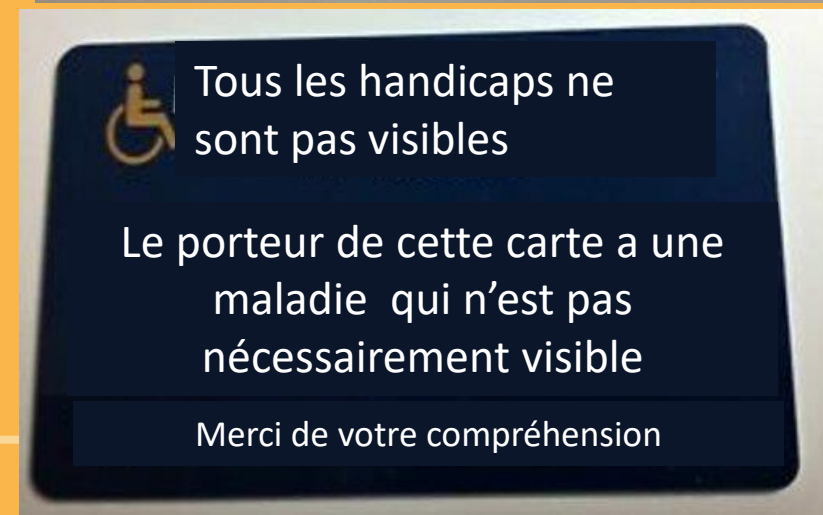 Tous les handicaps ne
sont pas visibles
Le porteur de cette carte a une
maladie  qui n’est pas
nécessairement visible
Merci de votre compréhension